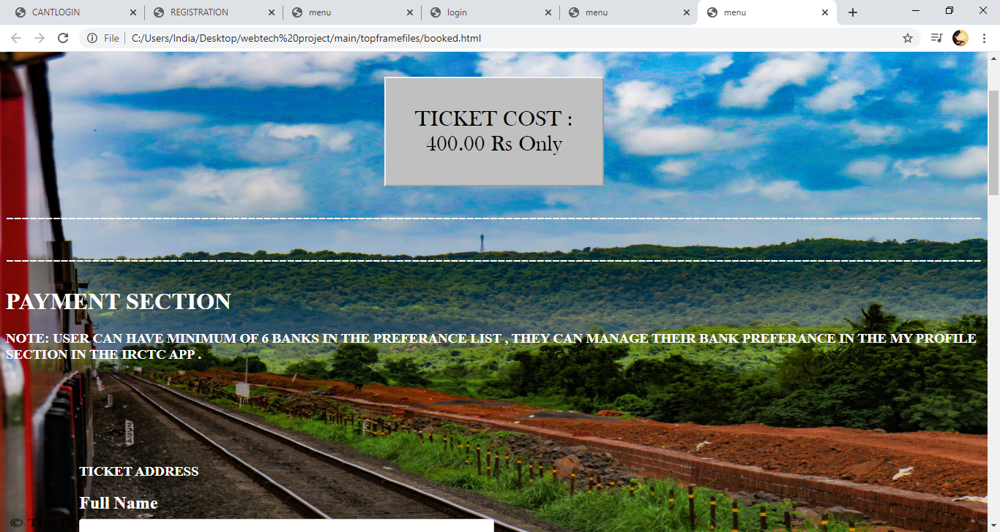 CANTLOGIN
REGISTRATION
menu
login
menu
menu
File
C:/Users/India/Desktop/webtech%20project/main/topframefiles/booked.html
TICKET COST :
400.00 Rs Only
PAYMENT SECTION
NOTE: USER CAN HAVE MINIMUM OF 6 BANKS IN THE PREFERANCE LIST , THEY CAN MANAGE THEIR BANK PREFERANCE IN THE MY PROFILE
SECTION IN THE IRCTC APP .
TICKET ADDRESS
Full Name